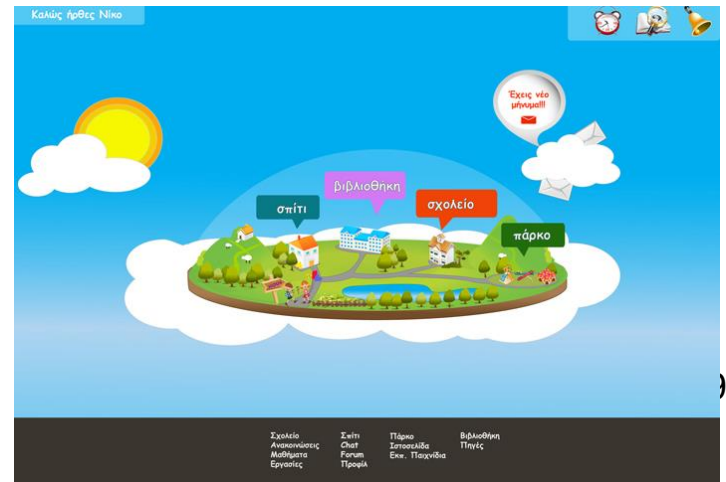 Καλώς ήρθες Νίκο
Έχεις νέο
μήνυμα!!!
βιβλιοθήκη
σπίτι
σχολείο
πάρκο
9
Σχολείο
Ανακοινώσεις
Μαθήματα
Εργασίες
Σπίτι
Chat
Forum
Προφίλ
Πάρκο
Ιστοσελίδα
Εκπ. Παιχνίδια
Βιβλιοθήκη
Πηγές